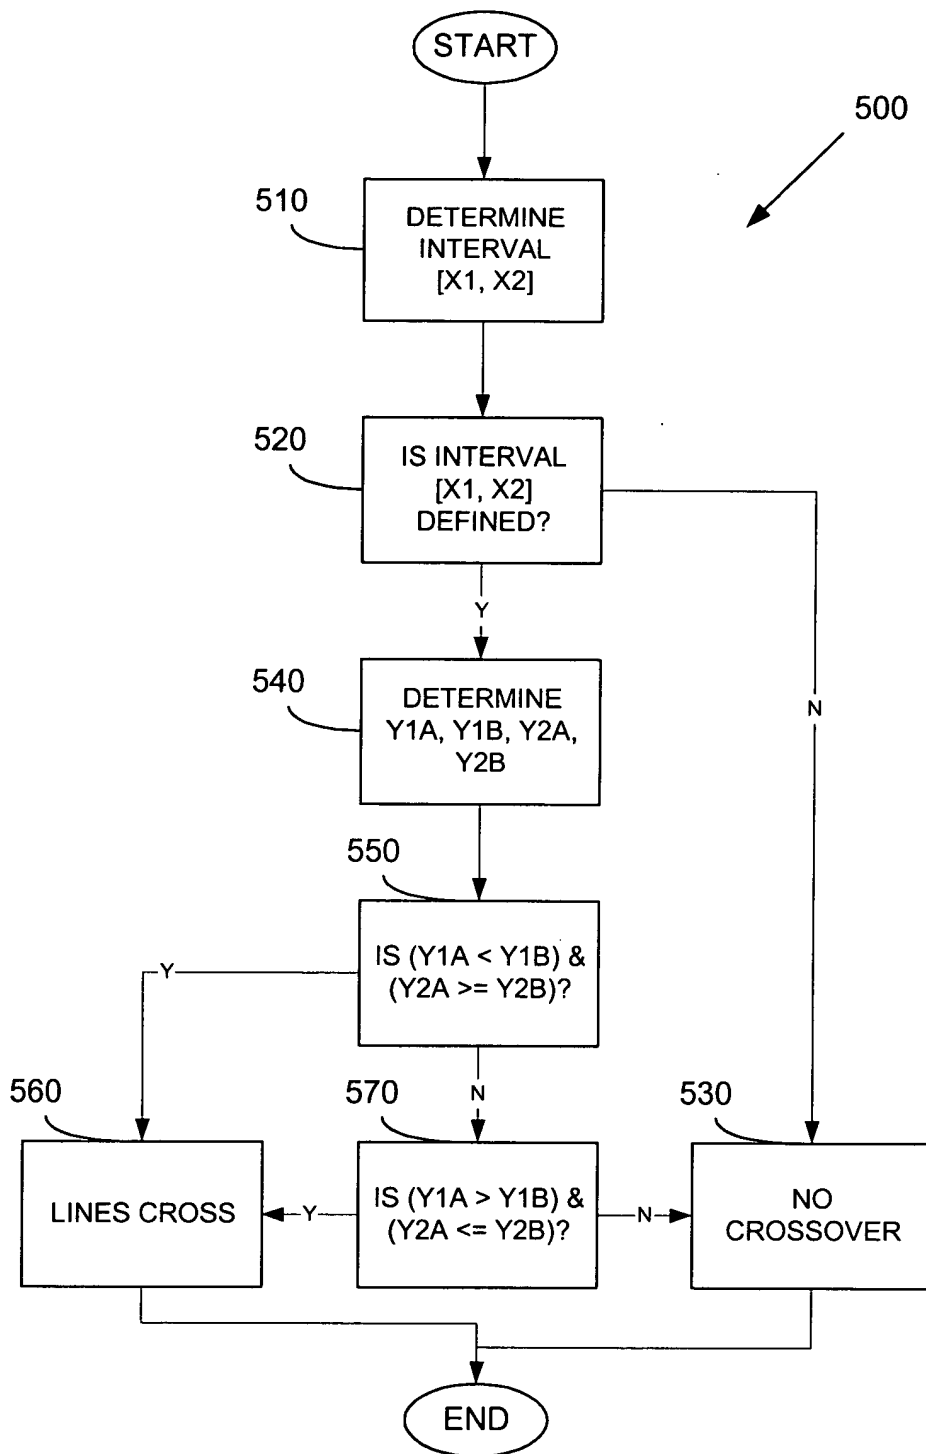 START
500
510
DETERMINE
INTERVAL
[X1, X2]
520
IS INTERVAL
[X1, X2]
DEFINED?
Y
N
540
DETERMINE
Y1A, Y1B, Y2A,
Y2B
550
IS (Y1A < Y1B) &
(Y2A >= Y2B)?
Y
N
560
LINES CROSS
570
IS (Y1A > Y1B) &
(Y2A <= Y2B)?
Y
N
530
NO
CROSSOVER
END